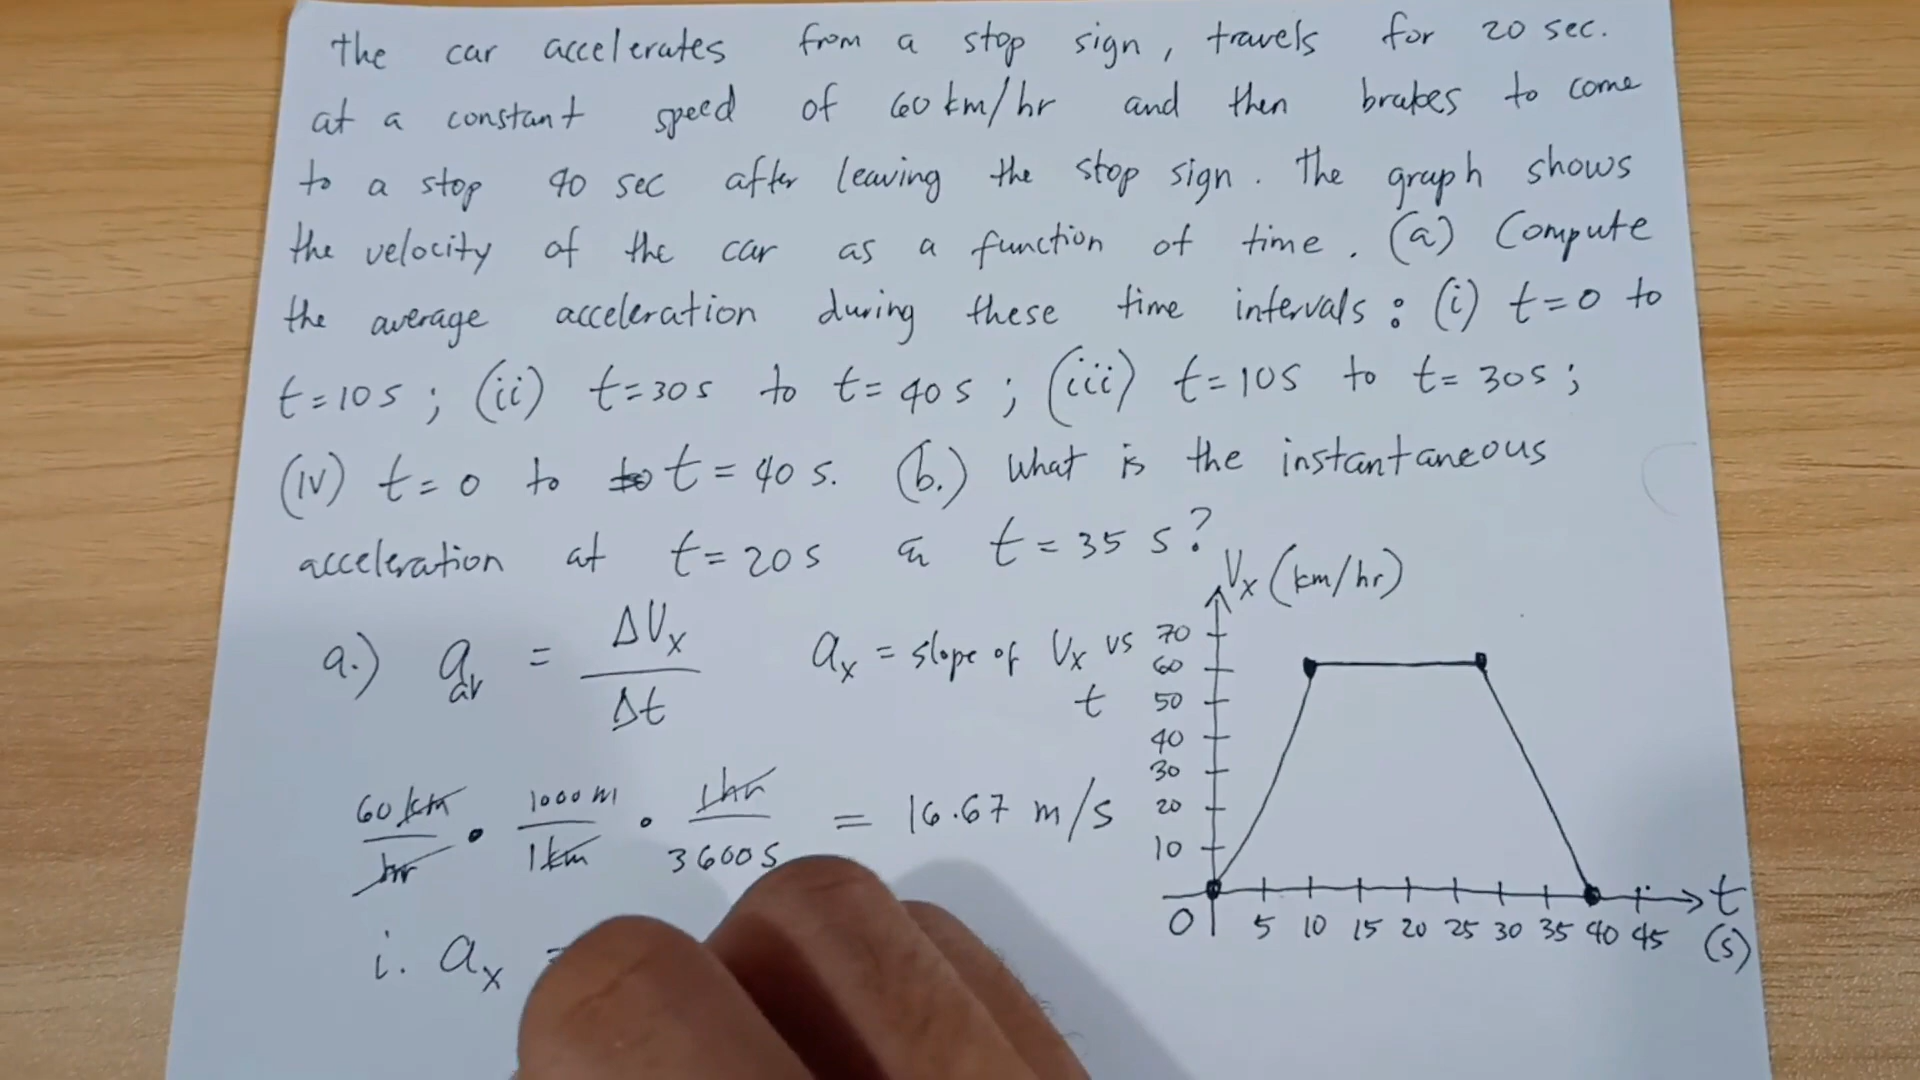 The car accelerates from a stop sign, travels for 20 sec.
at a constant speed of 60 km/hr and then brakes to come
to a stop 40 sec after leaving the stop sign. The graph shows
the velocity of the car as a function of time. (a) Compute
the average acceleration during these time intervals: (i) t=0 to
t=10s; (ii) t=30s to t=40s; (iii) t=10s to t=30s;
(iv) t=0 to t=40 s. (b.) What is the instantaneous
acceleration at t=20s & t=35 s?
a.) a_av = ΔVx / Δt
ax = slope of Vx vs t
60 km/hr • 1000 m/1 km • 1 hr/3600 s = 16.67 m/s
i. ax =
Vx (km/hr)
70
60
50
40
30
20
10
0 5 10 15 20 25 30 35 40 45
t
(s)